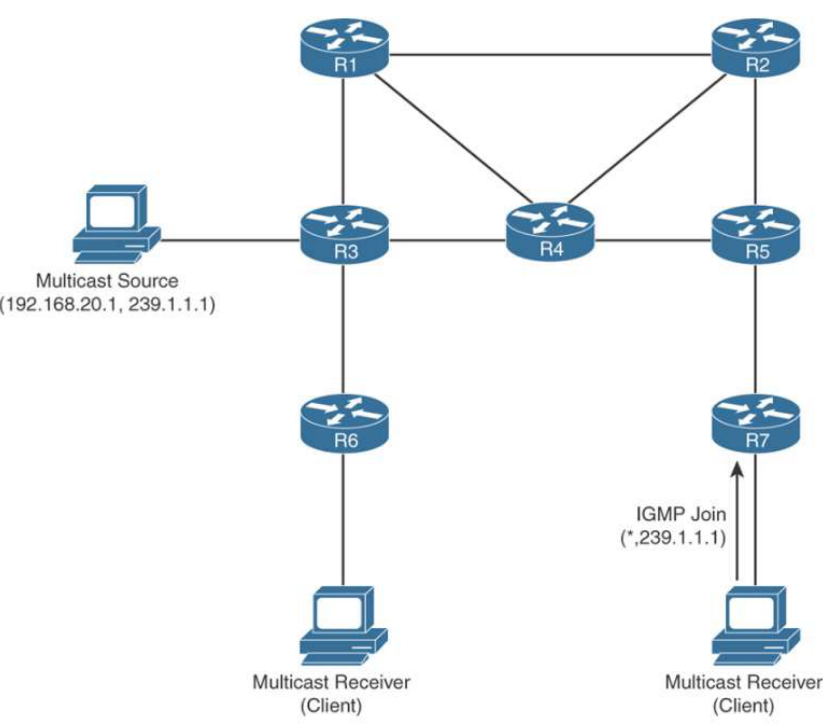 R1
R2
R3
R4
R5
Multicast Source
(192.168.20.1, 239.1.1.1)
R6
R7
IGMP Join
(*,239.1.1.1)
Multicast Receiver
(Client)
Multicast Receiver
(Client)